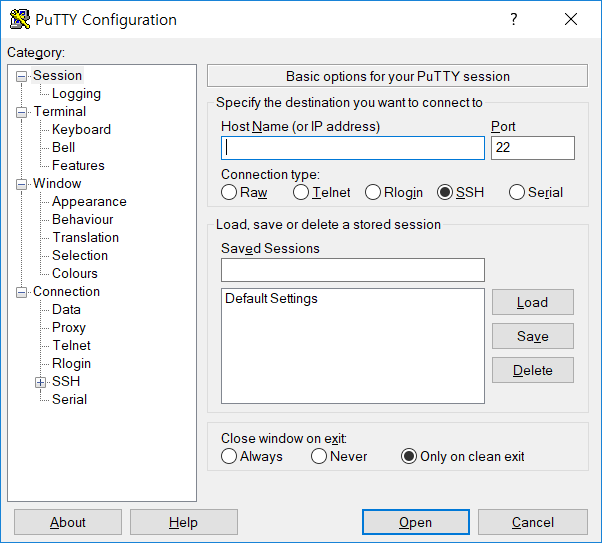 PuTTY Configuration
Category:
Session
Logging
Terminal
Keyboard
Bell
Features
Window
Appearance
Behaviour
Translation
Selection
Colours
Connection
Data
Proxy
Telnet
Rlogin
SSH
Serial
Basic options for your PuTTY session
Specify the destination you want to connect to
Host Name (or IP address) Port
22
Connection type:
Raw Telnet Rlogin SSH Serial
Load, save or delete a stored session
Saved Sessions
Default Settings
Load
Save
Delete
Close window on exit:
Always Never Only on clean exit
About Help Open Cancel